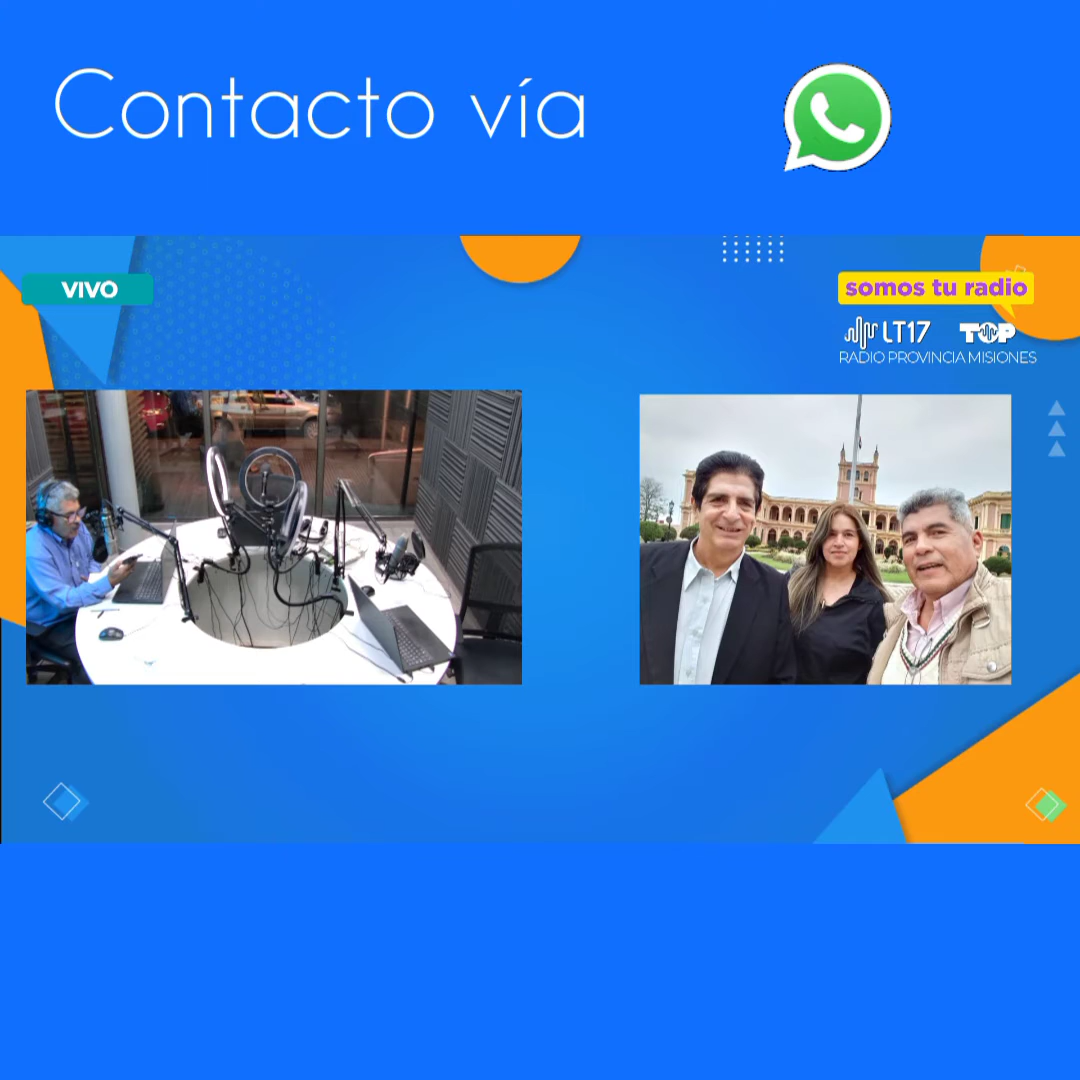 Contacto vía
VIVO
somos tu radio
LT17 TOP
RADIO PROVINCIA MISIONES